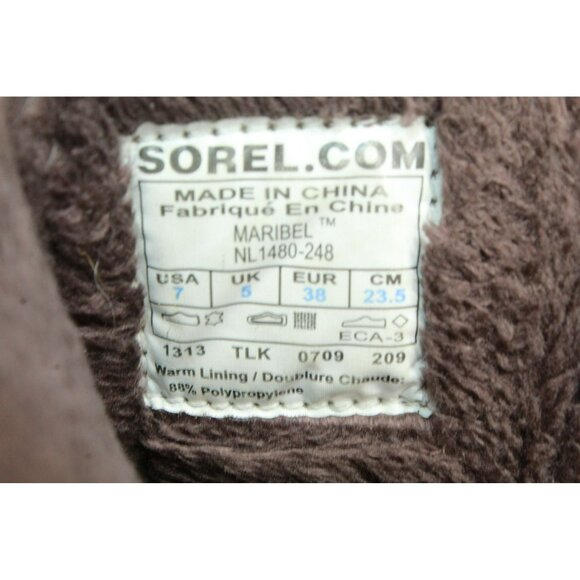 SOREL.COM
MADE IN CHINA
Fabriqué En Chine
MARIBEL™
NL1480-248
USA UK EUR CM
7 5 38 23.5
ECA-3
1313 TLK 0709 209
Warm Lining / Doublure Chaude:
88% Polypropylene